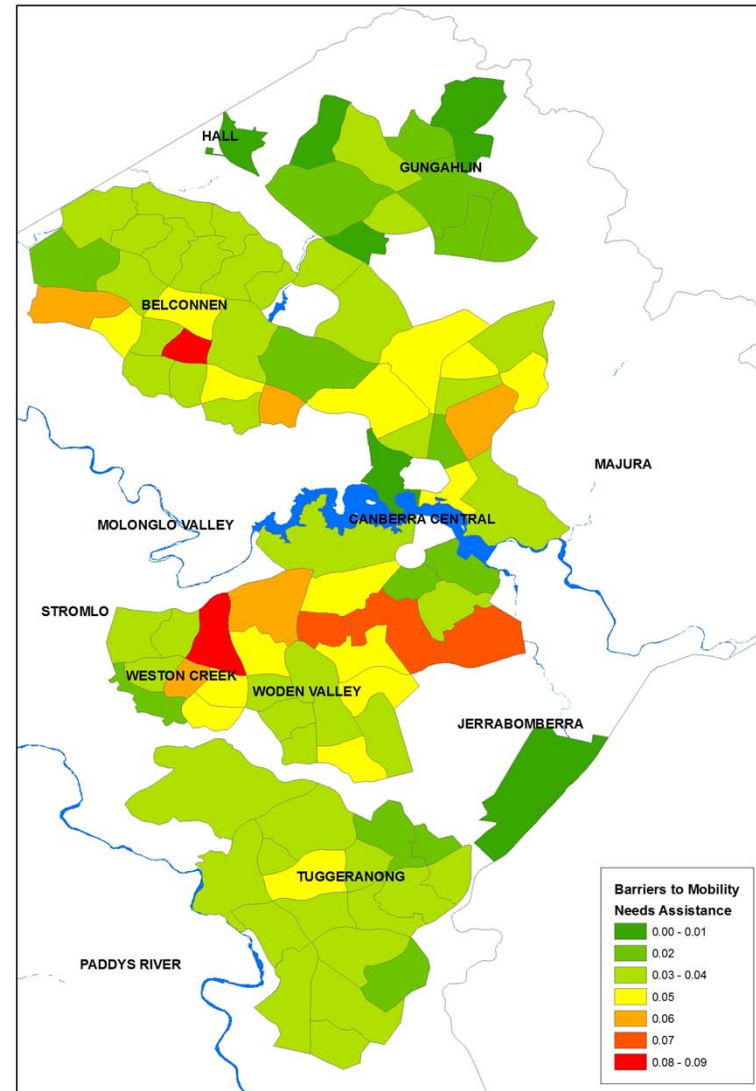 HALL
GUNGAHLIN
BELCONNEN
MAJURA
MOLONGLO VALLEY
CANBERRA CENTRAL
STROMLO
WESTON CREEK
WODEN VALLEY
JERRABOMBERRA
TUGGERANONG
PADDYS RIVER
Barriers to Mobility
Needs Assistance
0.00 - 0.01
0.02
0.03 - 0.04
0.05
0.06
0.07
0.08 - 0.09